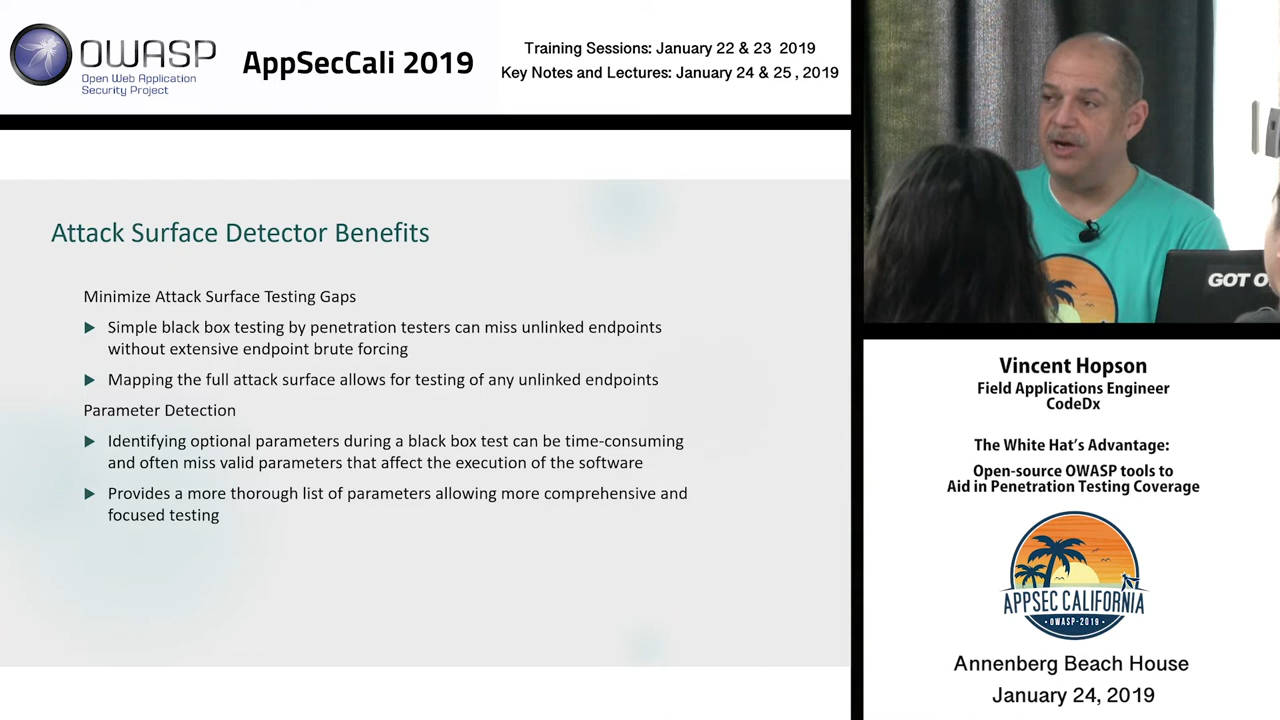 OWASP
Open Web Application
Security Project
AppSecCali 2019
Training Sessions: January 22 & 23 2019
Key Notes and Lectures: January 24 & 25 , 2019
Attack Surface Detector Benefits
Minimize Attack Surface Testing Gaps
Simple black box testing by penetration testers can miss unlinked endpoints
without extensive endpoint brute forcing
Mapping the full attack surface allows for testing of any unlinked endpoints
Parameter Detection
Identifying optional parameters during a black box test can be time-consuming
and often miss valid parameters that affect the execution of the software
Provides a more thorough list of parameters allowing more comprehensive and
focused testing
GOT O
Vincent Hopson
Field Applications Engineer
CodeDx
The White Hat's Advantage:
Open-source OWASP tools to
Aid in Penetration Testing Coverage
APPSEC CALIFORNIA
• OWASP-2019 •
Annenberg Beach House
January 24, 2019